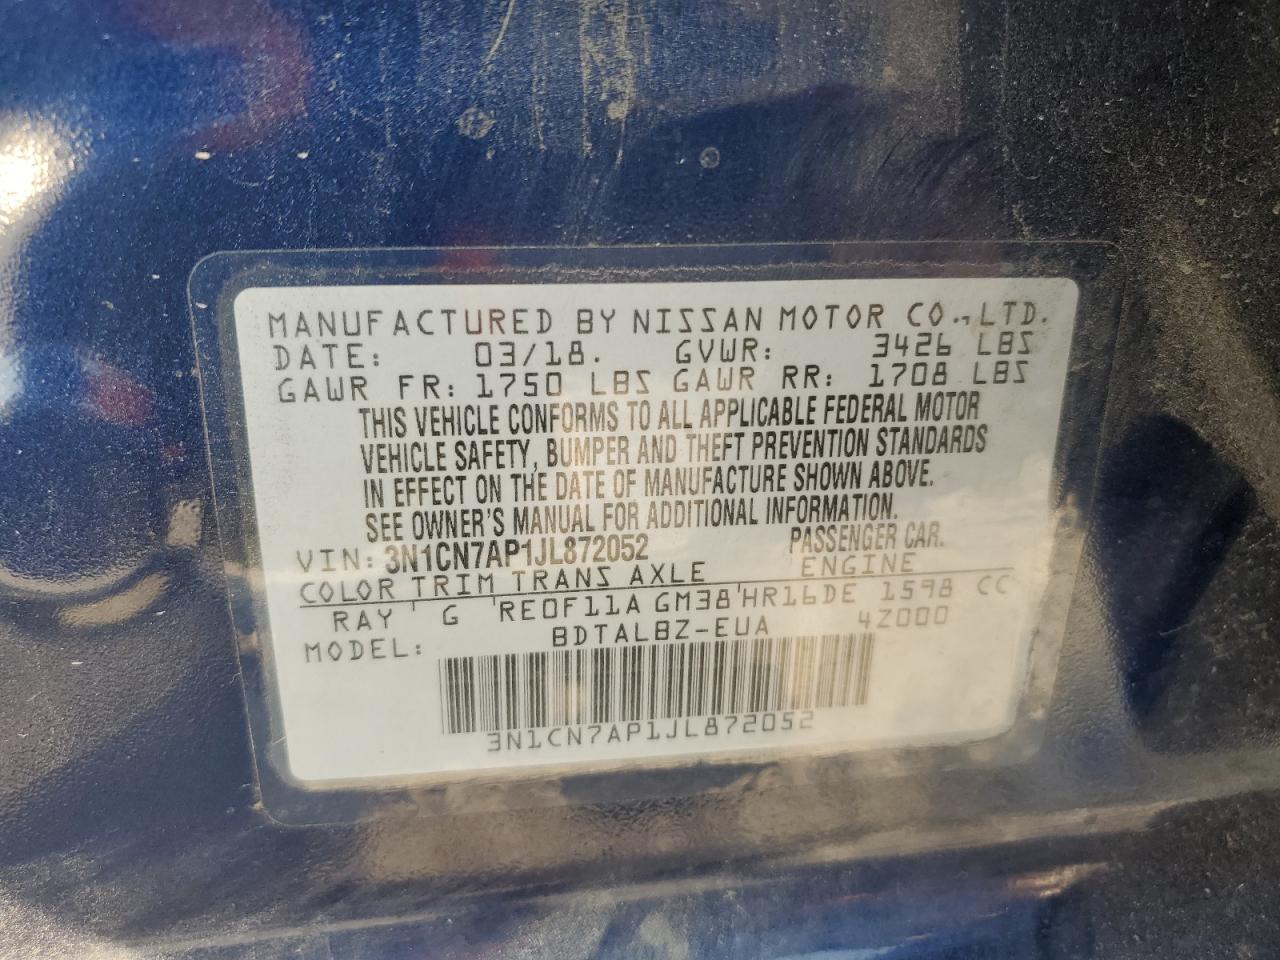 MANUFACTURED BY NISSAN MOTOR CO., LTD.
DATE: 03/18. GVWR: 3426 LBS
GAWR FR: 1750 LBS GAWR RR: 1708 LBS
THIS VEHICLE CONFORMS TO ALL APPLICABLE FEDERAL MOTOR
VEHICLE SAFETY, BUMPER AND THEFT PREVENTION STANDARDS
IN EFFECT ON THE DATE OF MANUFACTURE SHOWN ABOVE.
SEE OWNER'S MANUAL FOR ADDITIONAL INFORMATION.
VIN: 3N1CN7AP1JL872052 PASSENGER CAR.
COLOR TRIM TRANS AXLE ENGINE
RAY ' G 'RE0F11A GM38'HR16DE 1598 CC
MODEL: BDTALBZ-EUA 4Z000
3N1CN7AP1JL872052